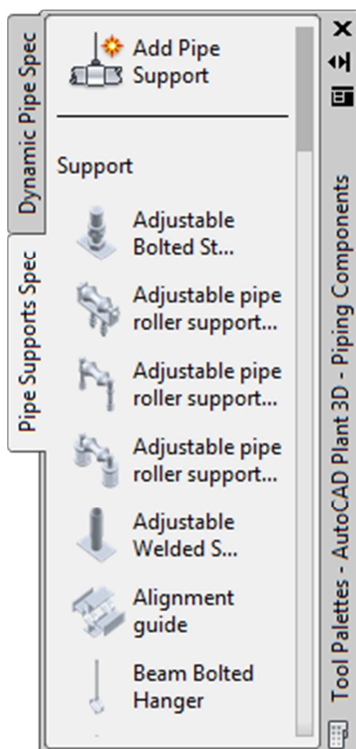 Dynamic Pipe Spec
Pipe Supports Spec
Add Pipe
Support
Support
Adjustable
Bolted St...
Adjustable pipe
roller support...
Adjustable pipe
roller support...
Adjustable pipe
roller support...
Adjustable
Welded S...
Alignment
guide
Beam Bolted
Hanger
Tool Palettes - AutoCAD Plant 3D - Piping Components